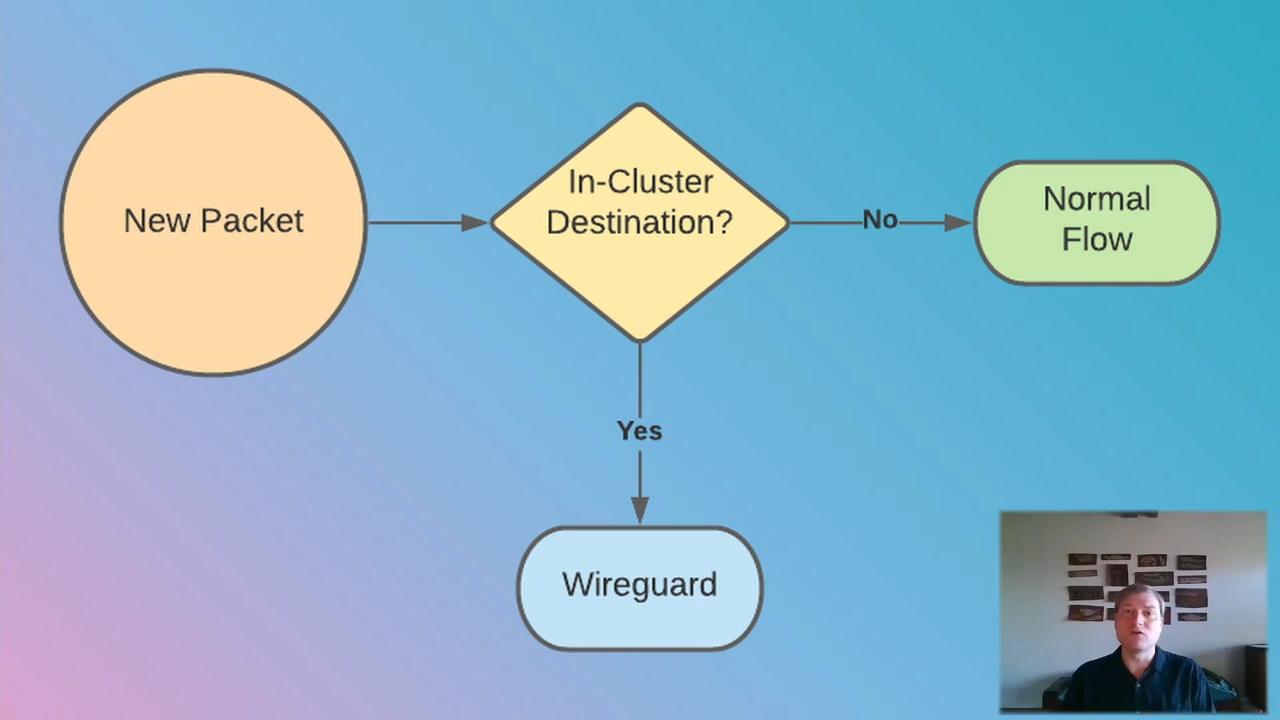 New Packet
In-Cluster
Destination?
No
Normal
Flow
Yes
Wireguard